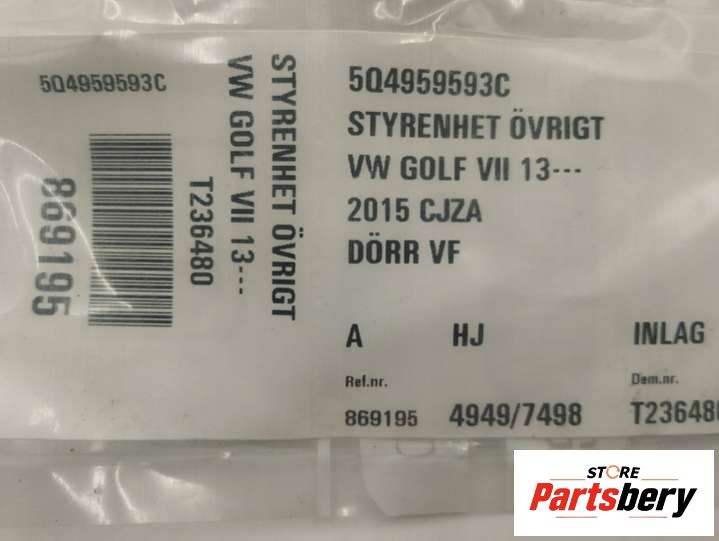 5Q4959593C
869195
T236480
VW GOLF VII 13---
STYRENHET ÖVRIGT
5Q4959593C
STYRENHET ÖVRIGT
VW GOLF VII 13---
2015 CJZA
DÖRR VF
A HJ INLAG
Ref.nr. Dem.nr.
869195 4949/7498 T236480
STORE
Partsbery